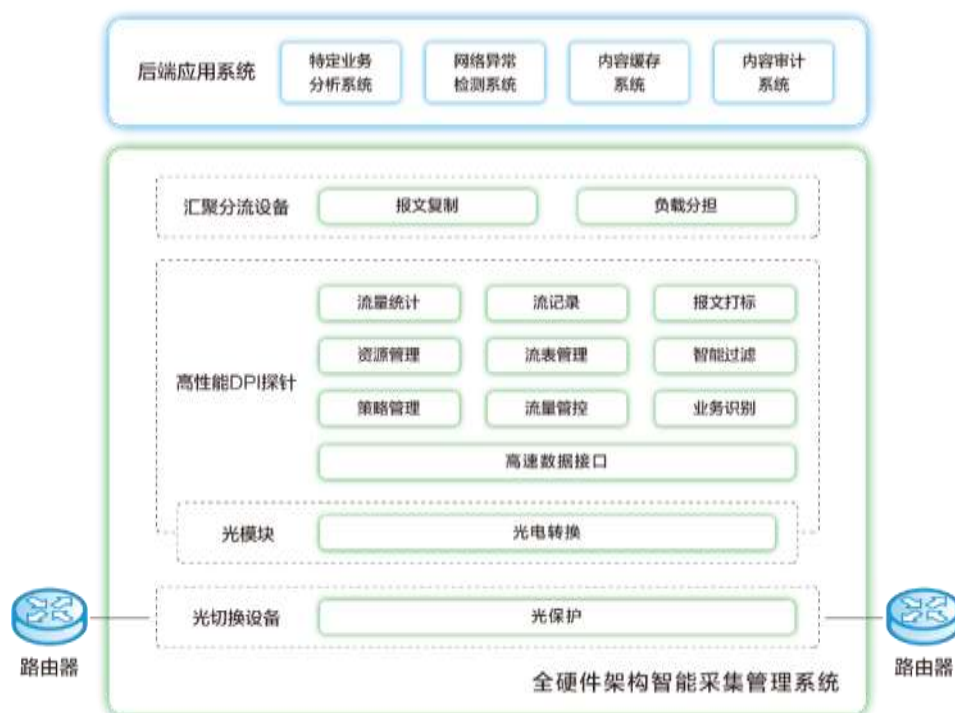 后端应用系统
特定业务
分析系统
网络异常
检测系统
内容缓存
系统
内容审计
系统
汇聚分流设备
报文复制
负载分担
高性能DPI探针
流量统计
流记录
报文打标
资源管理
流表管理
智能过滤
策略管理
流量管控
业务识别
高速数据接口
光模块
光电转换
光切换设备
光保护
路由器
路由器
全硬件架构智能采集管理系统